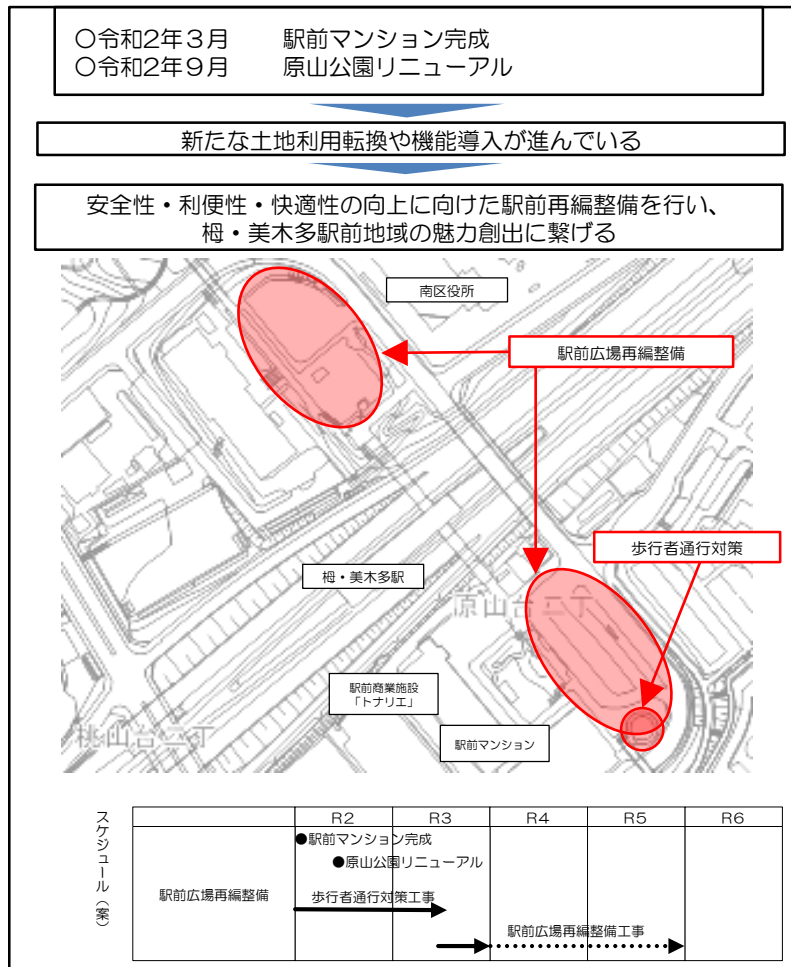 ○令和2年3月　駅前マンション完成
○令和2年9月　原山公園リニューアル
新たな土地利用転換や機能導入が進んでいる
安全性・利便性・快適性の向上に向けた駅前再編整備を行い、
栂・美木多駅前地域の魅力創出に繋げる
南区役所
駅前広場再編整備
歩行者通行対策
栂・美木多駅
原山台二丁
駅前商業施設
「トナリエ」
駅前マンション
桃山台二丁
スケジュール（案）
R2 R3 R4 R5 R6
●駅前マンション完成
●原山公園リニューアル
駅前広場再編整備
歩行者通行対策工事
駅前広場再編整備工事